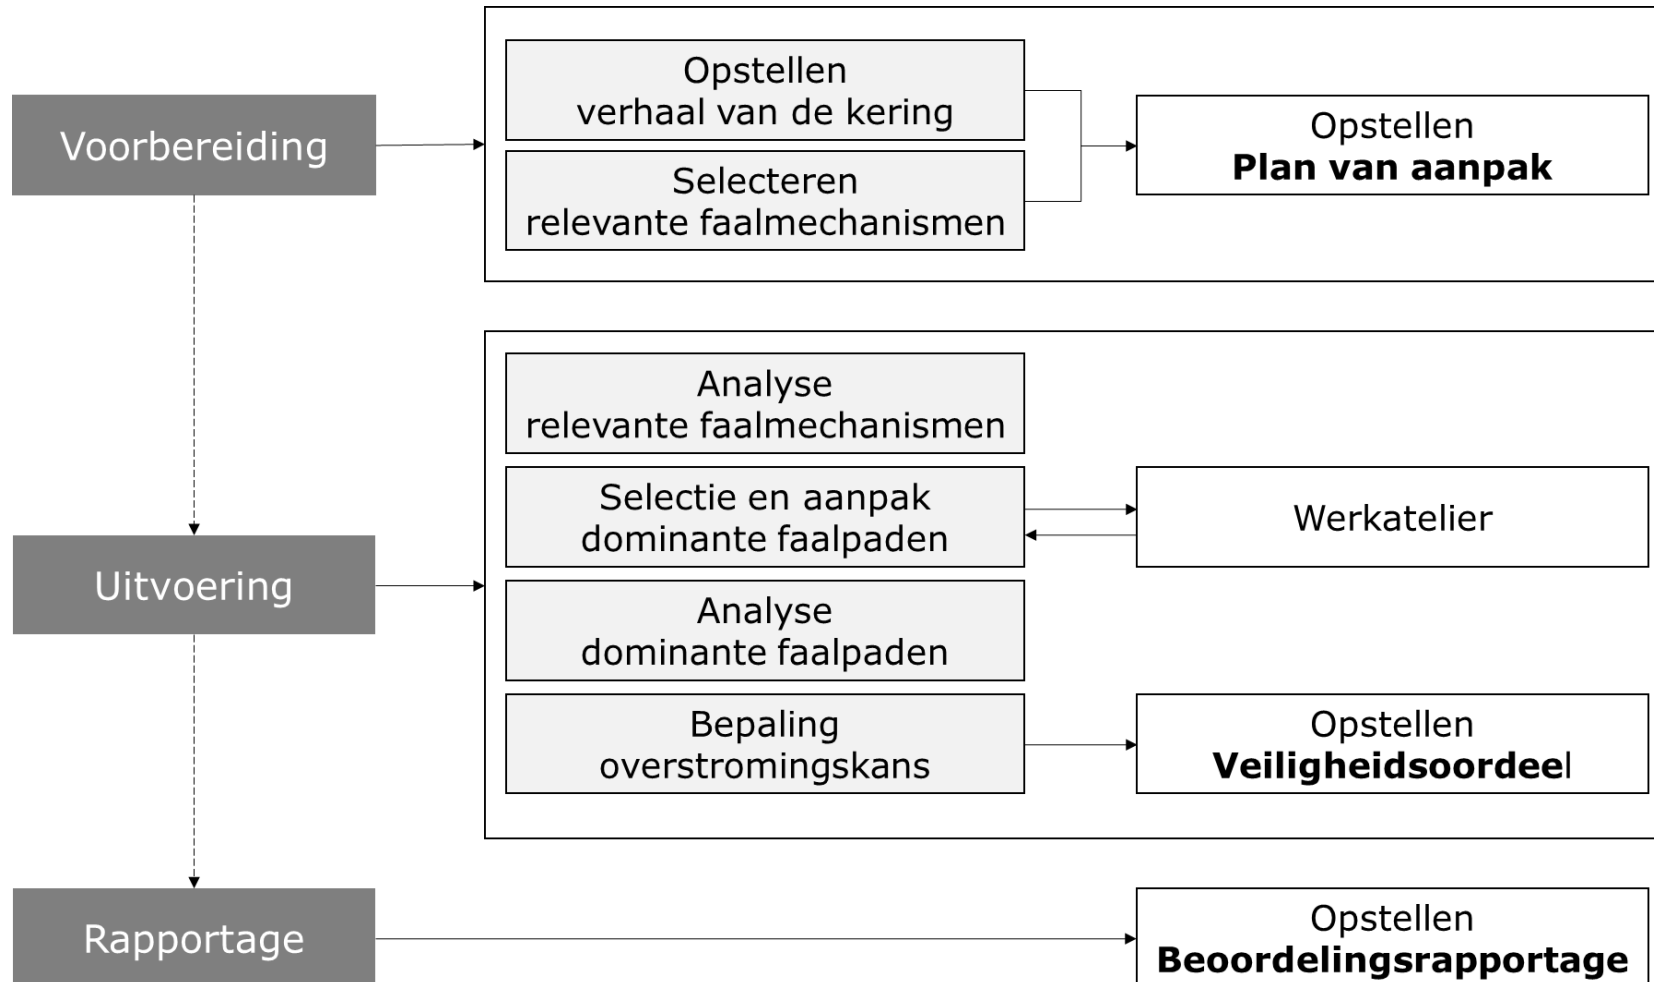 Voorbereiding
Opstellen
verhaal van de kering
Selecteren
relevante faalmechanismen
Opstellen
Plan van aanpak
Uitvoering
Analyse
relevante faalmechanismen
Selectie en aanpak
dominante faalpaden
Werkatelier
Analyse
dominante faalpaden
Bepaling
overstromingskans
Opstellen
Veiligheidsoordeel
Rapportage
Opstellen
Beoordelingsrapportage